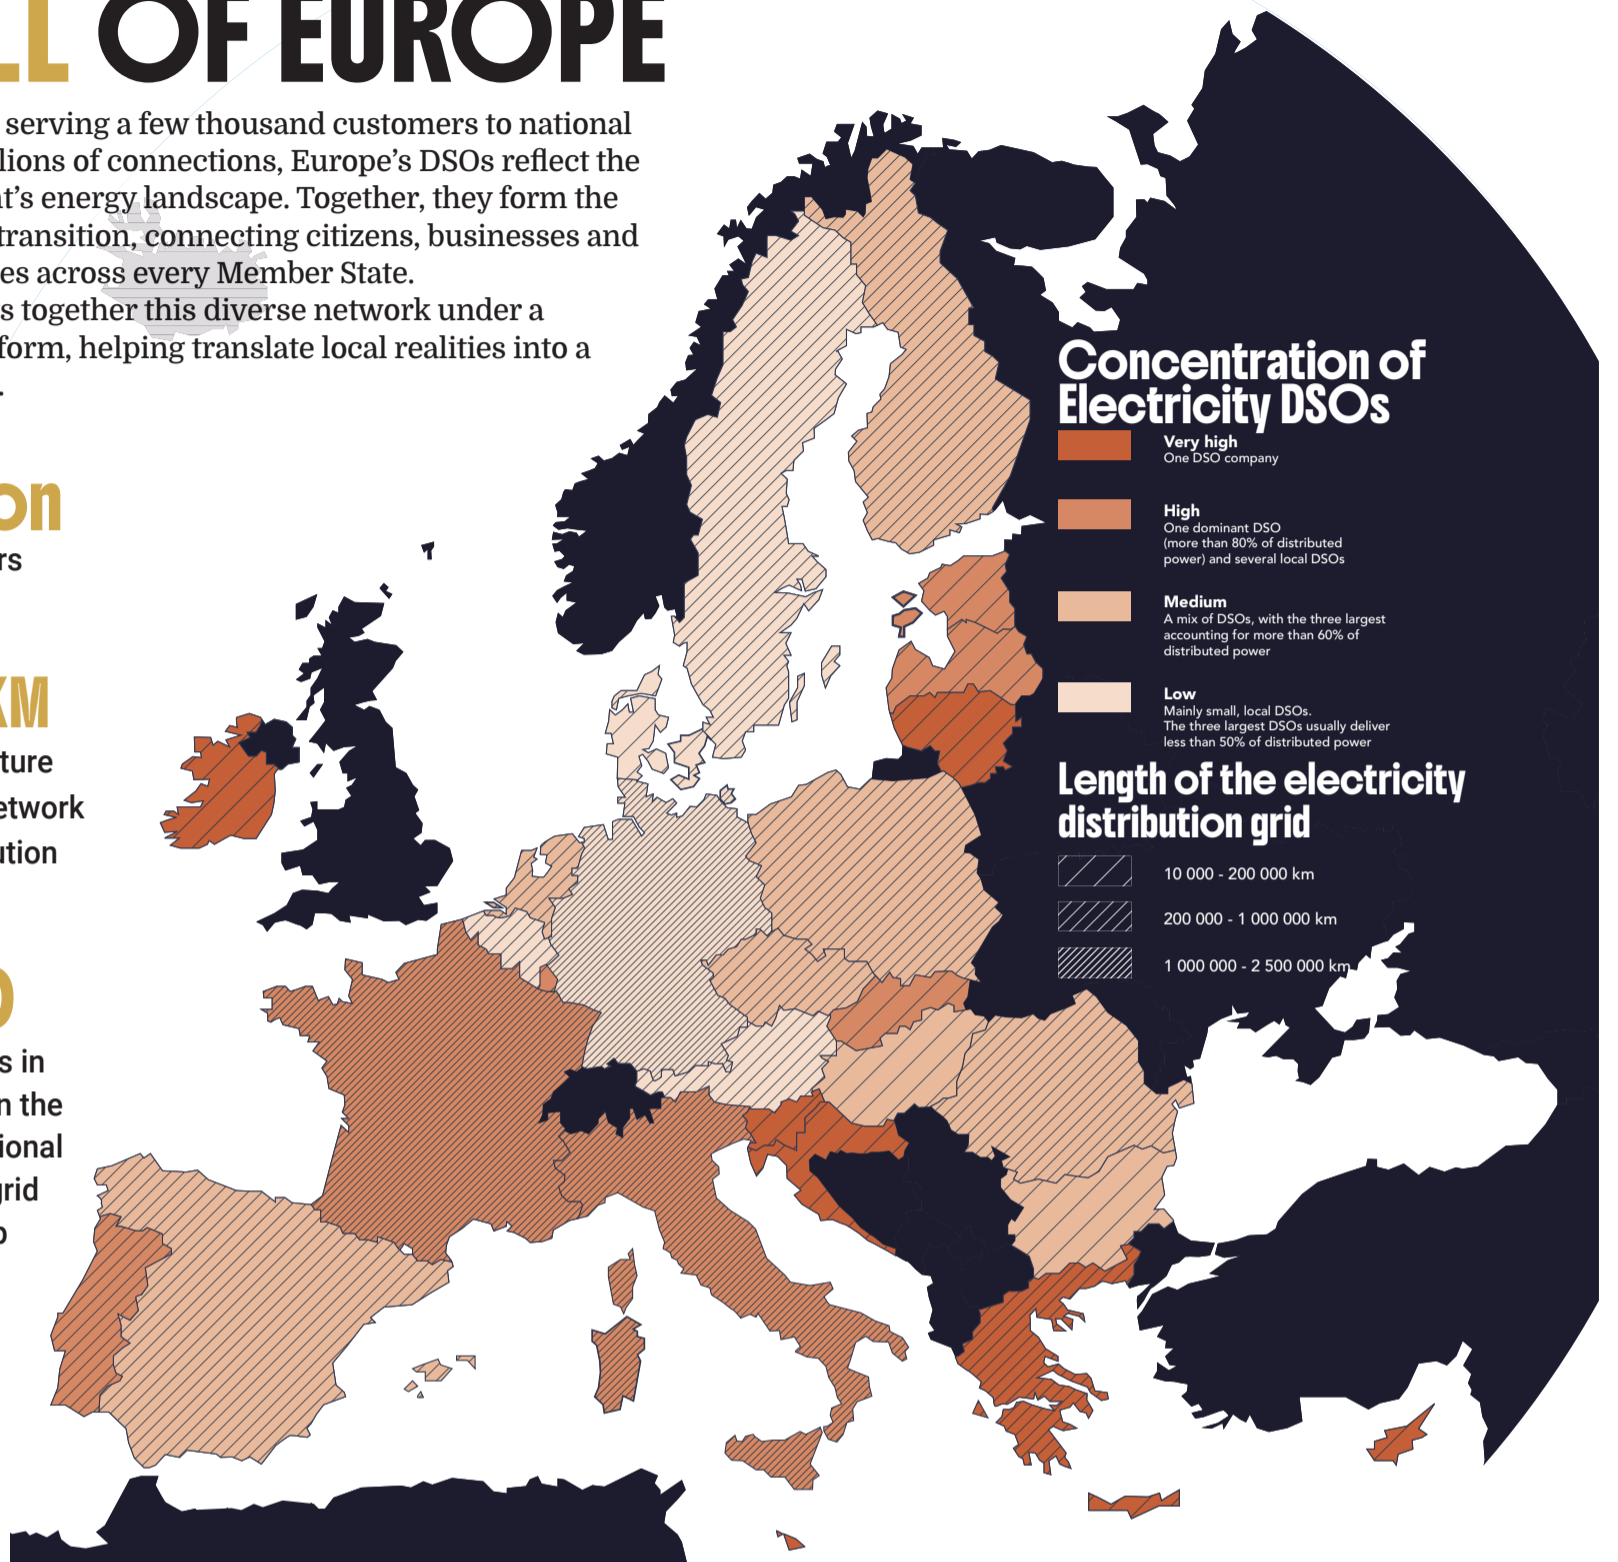 LL OF EUROPE
serving a few thousand customers to national
lions of connections, Europe's DSOs reflect the
t's energy landscape. Together, they form the
transition, connecting citizens, businesses and
es across every Member State.
s together this diverse network under a
form, helping translate local realities into a
.
on
rs
KM
ture
etwork
ution
s in
n the
ional
grid
Concentration of
Electricity DSOs
Very high
One DSO company
High
One dominant DSO
(more than 80% of distributed
power) and several local DSOs
Medium
A mix of DSOs, with the three largest
accounting for more than 60% of
distributed power
Low
Mainly small, local DSOs.
The three largest DSOs usually deliver
less than 50% of distributed power
Length of the electricity
distribution grid
10 000 - 200 000 km
200 000 - 1 000 000 km
1 000 000 - 2 500 000 km